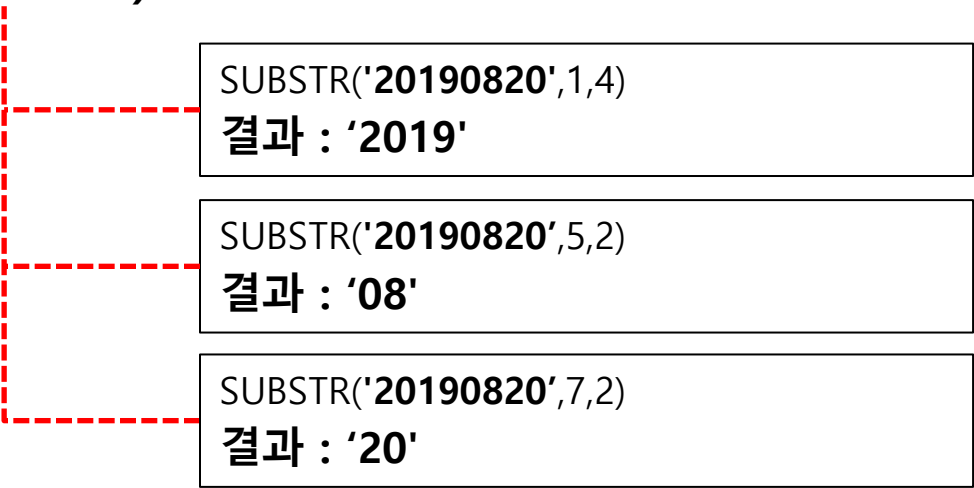 SUBSTR('20190820',1,4)
결과 : ‘2019'
SUBSTR('20190820’,5,2)
결과 : ‘08'
SUBSTR('20190820’,7,2)
결과 : ‘20'